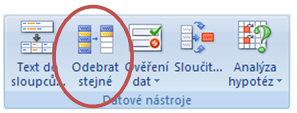 Text do Odebrat Ověření Sloučit... Analýza
sloupců... stejné dat hypotéz
Datové nástroje